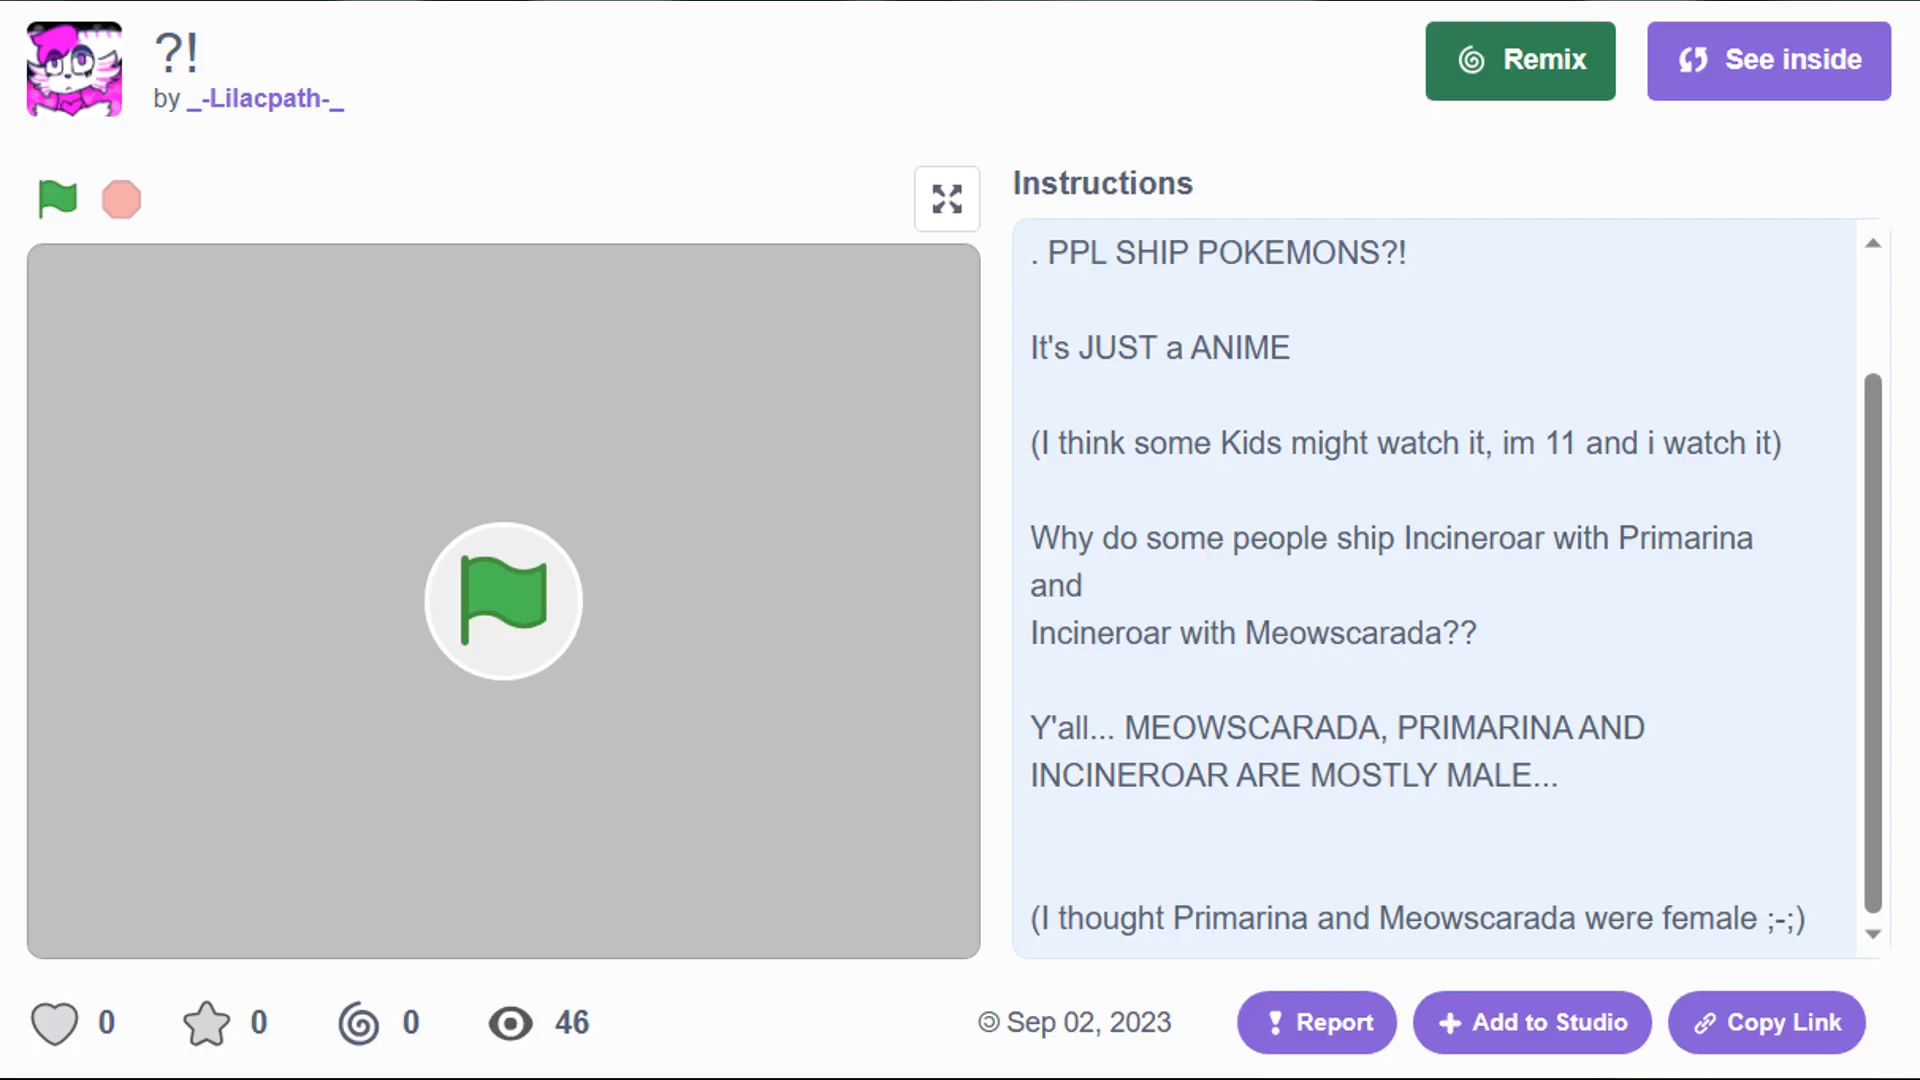 ?!
by _-Lilacpath-_
Remix
See inside
Instructions
. PPL SHIP POKEMONS?!
It's JUST a ANIME
(I think some Kids might watch it, im 11 and i watch it)
Why do some people ship Incineroar with Primarina
and
Incineroar with Meowscarada??
Y'all... MEOWSCARADA, PRIMARINA AND
INCINEROAR ARE MOSTLY MALE...
(I thought Primarina and Meowscarada were female ;-;)
0
0
0
46
Sep 02, 2023
Report
Add to Studio
Copy Link